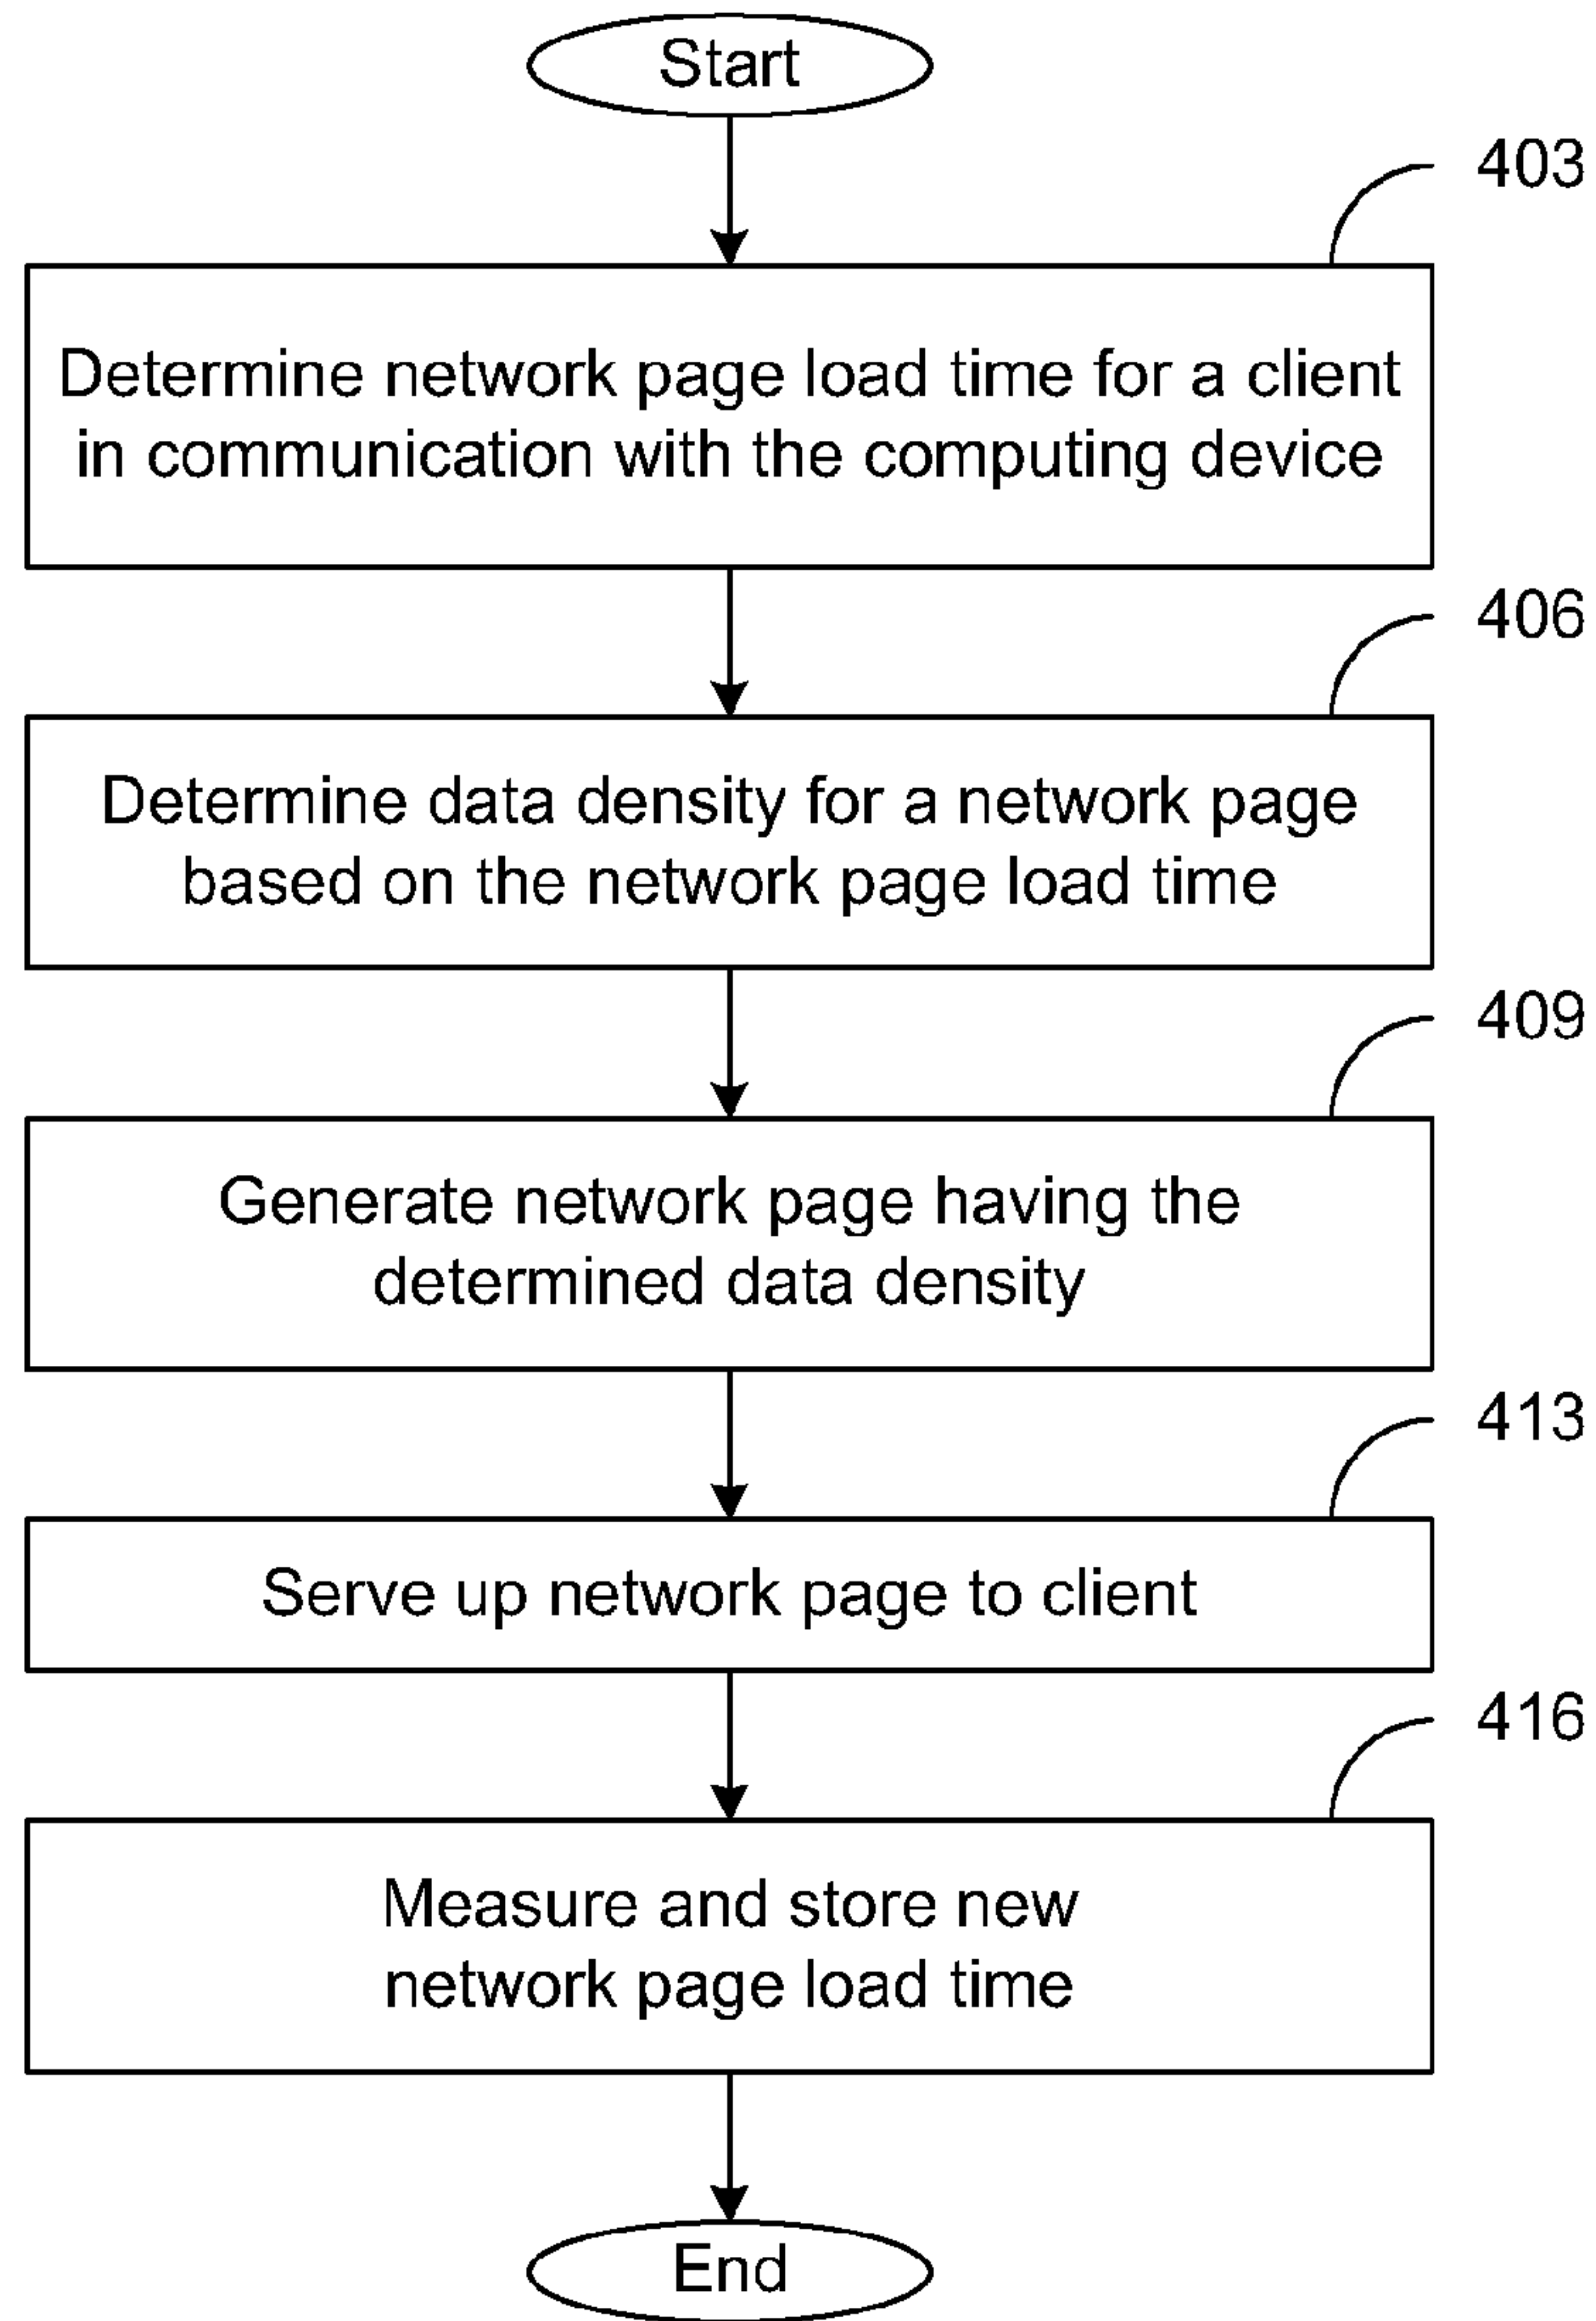 Start
403
Determine network page load time for a client
in communication with the computing device
406
Determine data density for a network page
based on the network page load time
409
Generate network page having the
determined data density
413
Serve up network page to client
416
Measure and store new
network page load time
End